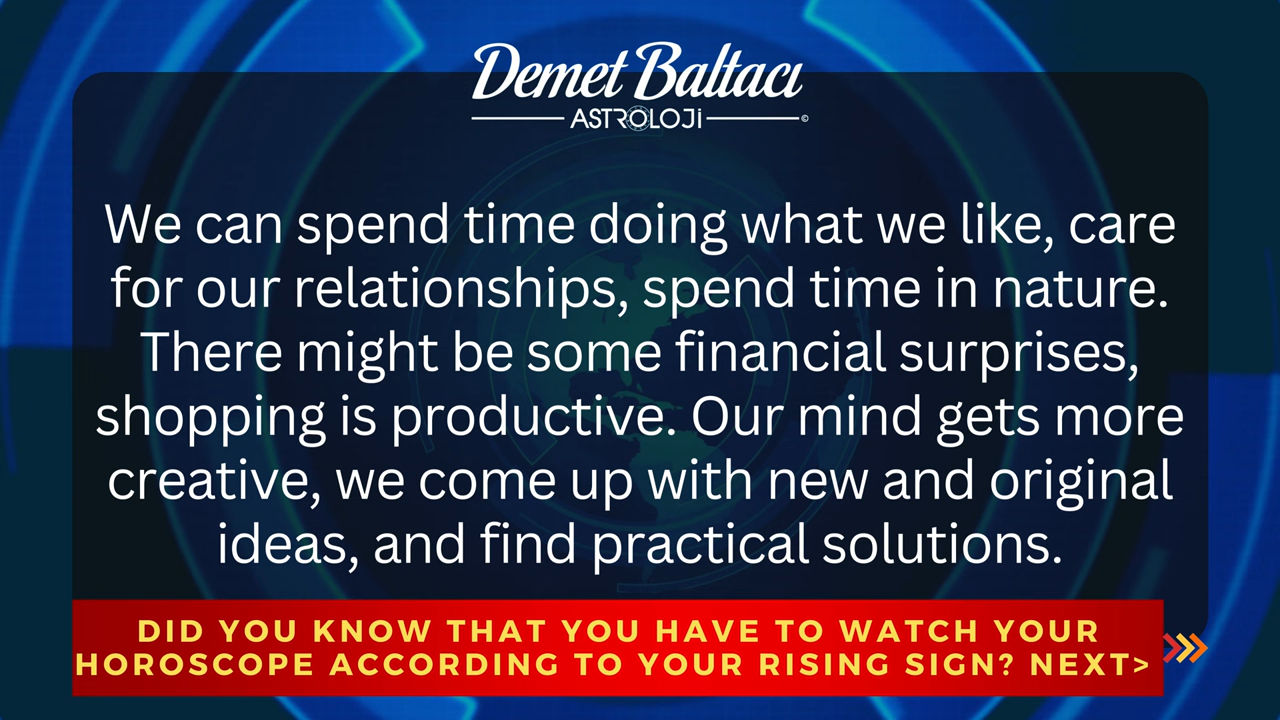 Demet Baltacı
ASTROLOJi
©
We can spend time doing what we like, care
for our relationships, spend time in nature.
There might be some financial surprises,
shopping is productive. Our mind gets more
creative, we come up with new and original
ideas, and find practical solutions.
DID YOU KNOW THAT YOU HAVE TO WATCH YOUR
HOROSCOPE ACCORDING TO YOUR RISING SIGN? NEXT>